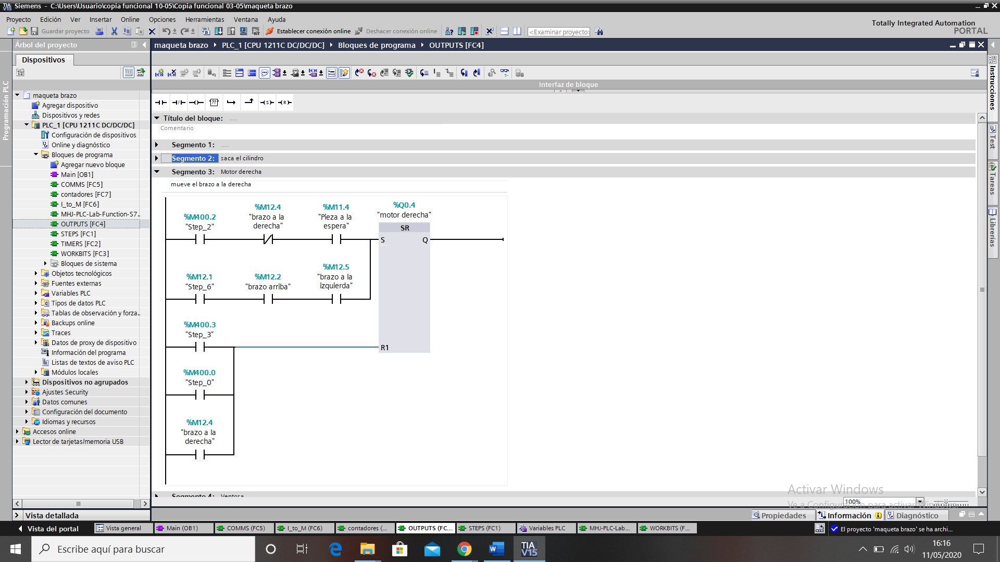 Siemens - C:\Users\Usuario\copia funcional 10-05\Copia funcional 03-05\maqueta brazo
Proyecto Edición Ver Insertar Online Opciones Herramientas Ventana Ayuda
Guardar proyecto Establecer conexión online Deshacer conexión online <Examinar proyecto>
Totally Integrated Automation
PORTAL
Árbol del proyecto
maqueta brazo PLC_1 [CPU 1211C DC/DC/DC] Bloques de programa OUTPUTS [FC4]
Dispositivos
Programación PLC
maqueta brazo
Agregar dispositivo
Dispositivos y redes
PLC_1 [CPU 1211C DC/DC/DC]
Configuración de dispositivos
Online y diagnóstico
Bloques de programa
Agregar nuevo bloque
Main [OB1]
COMMS [FC5]
contadores [FC7]
I_to_M [FC6]
MHJ-PLC-Lab-Function-S7..
OUTPUTS [FC4]
STEPS [FC1]
TIMERS [FC2]
WORKBITS [FC3]
Bloques de sistema
Objetos tecnológicos
Fuentes externas
Variables PLC
Tipos de datos PLC
Tablas de observación y forza..
Backups online
Traces
Datos de proxy de dispositivo
Información del programa
Listas de textos de aviso PLC
Módulos locales
Dispositivos no agrupados
Ajustes Security
Datos comunes
Configuración del documento
Idiomas y recursos
Accesos online
Lector de tarjetas/memoria USB
Vista detallada
Interfaz de bloque
Título del bloque: .....
Comentario
Segmento 1: .....
Segmento 2: saca el cilindro
Segmento 3: Motor derecha
mueve el brazo a la derecha
%M400.2
"Step_2"
%M12.4
"brazo a la
derecha"
%M11.4
"Pieza a la
espera"
%Q0.4
"motor derecha"
SR
S Q
%M12.1
"Step_6"
%M12.2
"brazo arriba"
%M12.5
"brazo a la
izquierda"
%M400.3
"Step_3"
R1
%M400.0
"Step_0"
%M12.4
"brazo a la
derecha"
Segmento 4: Ventosa
Activar Windows
Ve a Configuración para activar Windows.
100%
Instrucciones
Test
Tareas
Librerías
Propiedades Información Diagnóstico
Vista del portal Vista general Main (OB1) COMMS (FC5) I_to_M (FC6) contadores (... OUTPUTS (FC... STEPS (FC1) Variables PLC MHJ-PLC-Lab... WORKBITS (F...
El proyecto 'maqueta brazo' se ha archi...
Escribe aquí para buscar
TIA
V15
16:16
11/05/2020